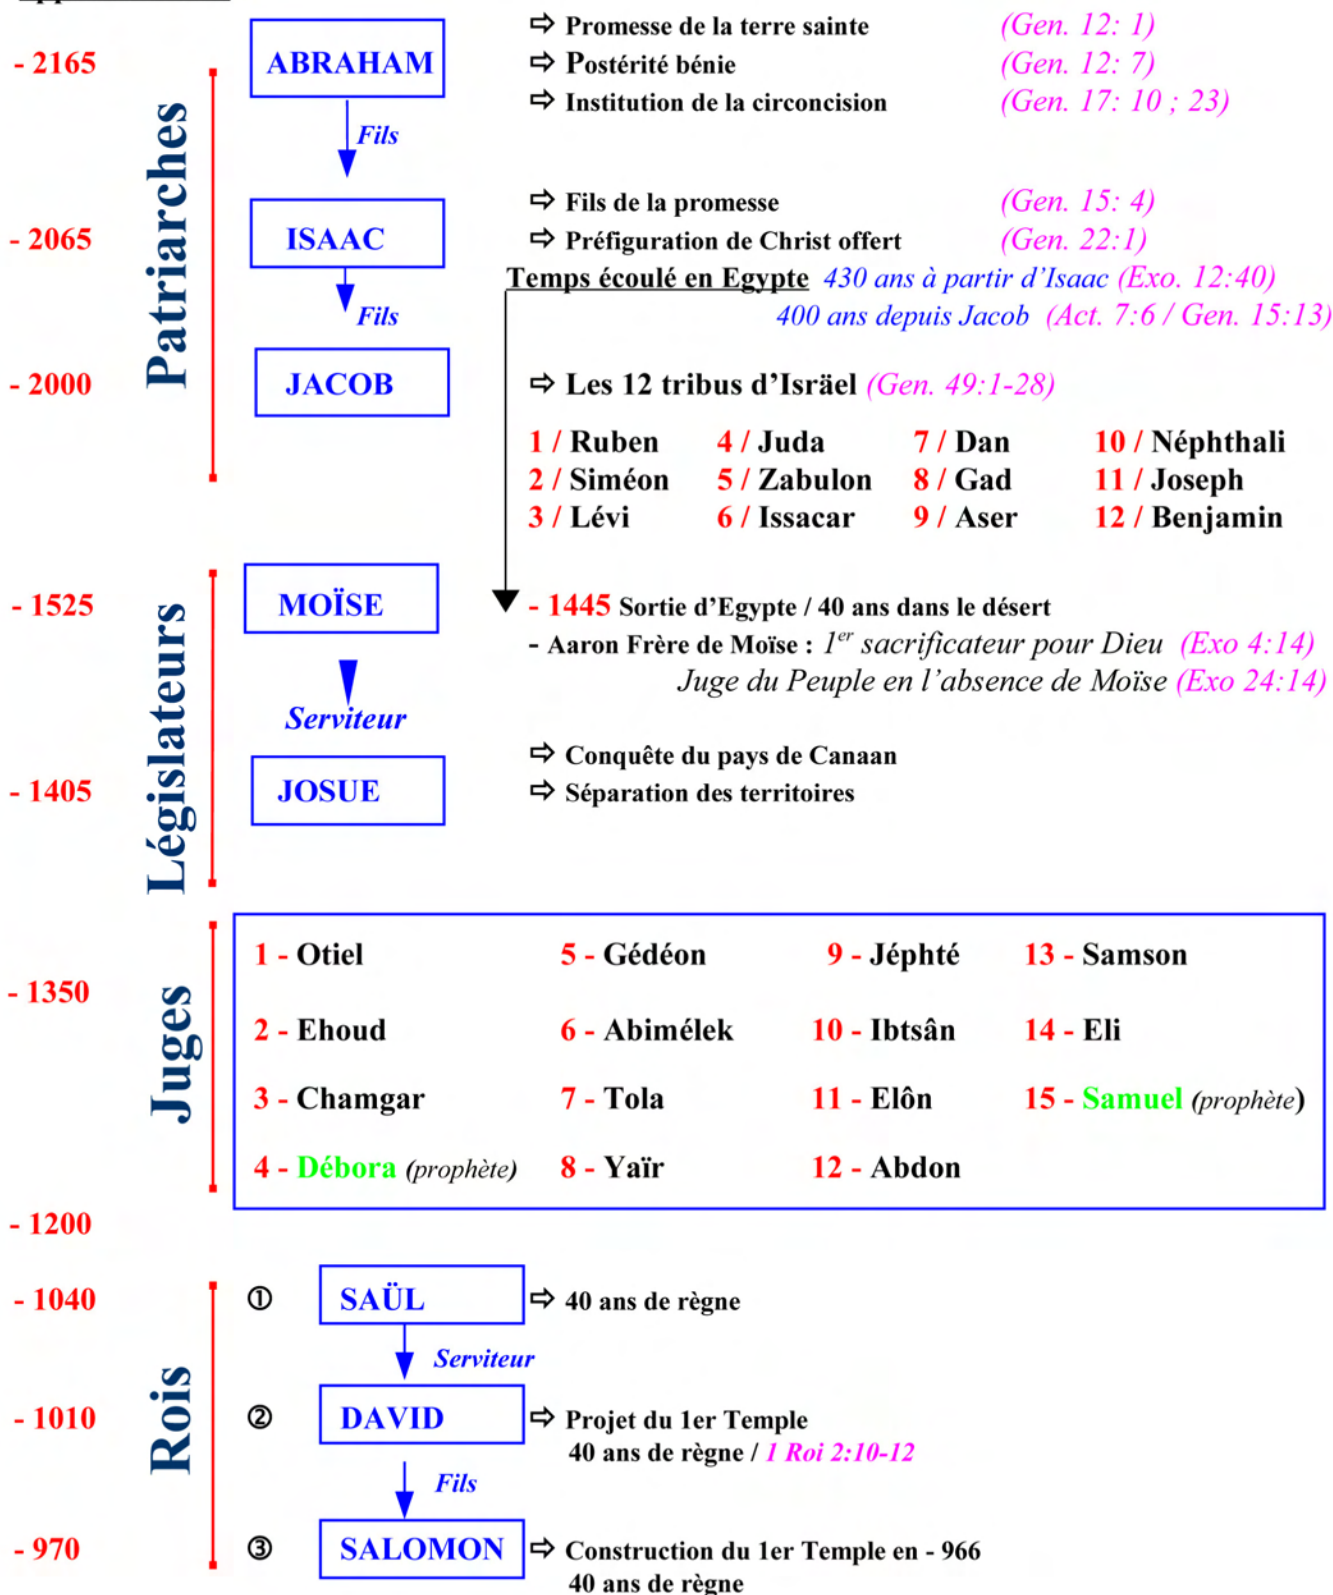 ⇨ Promesse de la terre sainte (Gen. 12: 1)
- 2165 ABRAHAM ⇨ Postérité bénie (Gen. 12: 7)
⇨ Institution de la circoncision (Gen. 17: 10 ; 23)
Fils
Patriarches
⇨ Fils de la promesse (Gen. 15: 4)
- 2065 ISAAC ⇨ Préfiguration de Christ offert (Gen. 22:1)
Temps écoulé en Egypte 430 ans à partir d'Isaac (Exo. 12:40)
Fils 400 ans depuis Jacob (Act. 7:6 / Gen. 15:13)
- 2000 JACOB ⇨ Les 12 tribus d'Isräel (Gen. 49:1-28)
1 / Ruben 4 / Juda 7 / Dan 10 / Néphthali
2 / Siméon 5 / Zabulon 8 / Gad 11 / Joseph
3 / Lévi 6 / Issacar 9 / Aser 12 / Benjamin
- 1525 MOÏSE - 1445 Sortie d'Egypte / 40 ans dans le désert
- Aaron Frère de Moïse : 1er sacrificateur pour Dieu (Exo 4:14)
Juge du Peuple en l'absence de Moïse (Exo 24:14)
Législateurs
Serviteur
⇨ Conquête du pays de Canaan
- 1405 JOSUE ⇨ Séparation des territoires
1 - Otiel 5 - Gédéon 9 - Jéphté 13 - Samson
- 1350
Juges
2 - Ehoud 6 - Abimélek 10 - Ibtsân 14 - Eli
3 - Chamgar 7 - Tola 11 - Elôn 15 - Samuel (prophète)
4 - Débora (prophète) 8 - Yaïr 12 - Abdon
- 1200
- 1040 ① SAÜL ⇨ 40 ans de règne
Serviteur
Rois
- 1010 ② DAVID ⇨ Projet du 1er Temple
40 ans de règne / 1 Roi 2:10-12
Fils
- 970 ③ SALOMON ⇨ Construction du 1er Temple en - 966
40 ans de règne